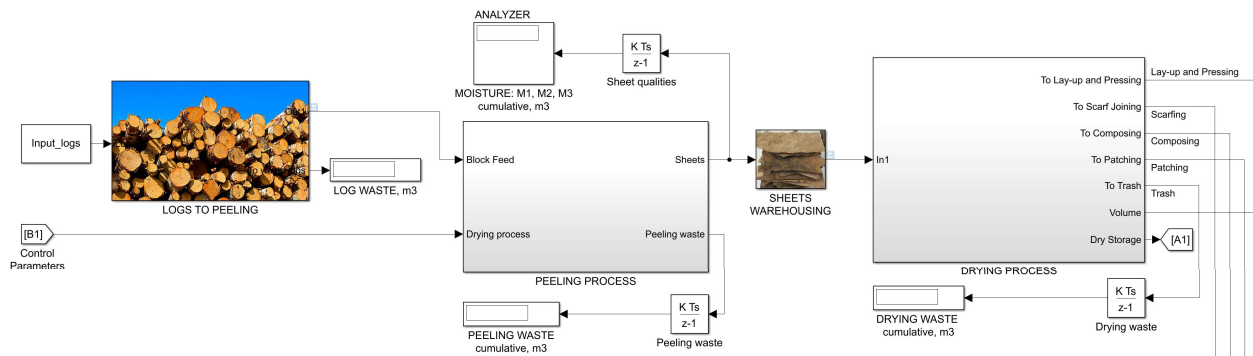 ANALYZER
K Ts
z-1
Sheet qualities
MOISTURE: M1, M2, M3
cumulative, m3
Input_logs
LOG WASTE, m3
LOGS TO PEELING
[B1]
Control
Parameters
Block Feed
Sheets
Drying process
Peeling waste
PEELING PROCESS
PEELING WASTE
cumulative, m3
K Ts
z-1
Peeling waste
SHEETS
WAREHOUSING
In1
To Lay-up and Pressing
To Scarf Joining
To Composing
To Patching
To Trash
Volume
Dry Storage
DRYING PROCESS
Lay-up and Pressing
Scarfing
Composing
Patching
Trash
[A1]
DRYING WASTE
cumulative, m3
K Ts
z-1
Drying waste